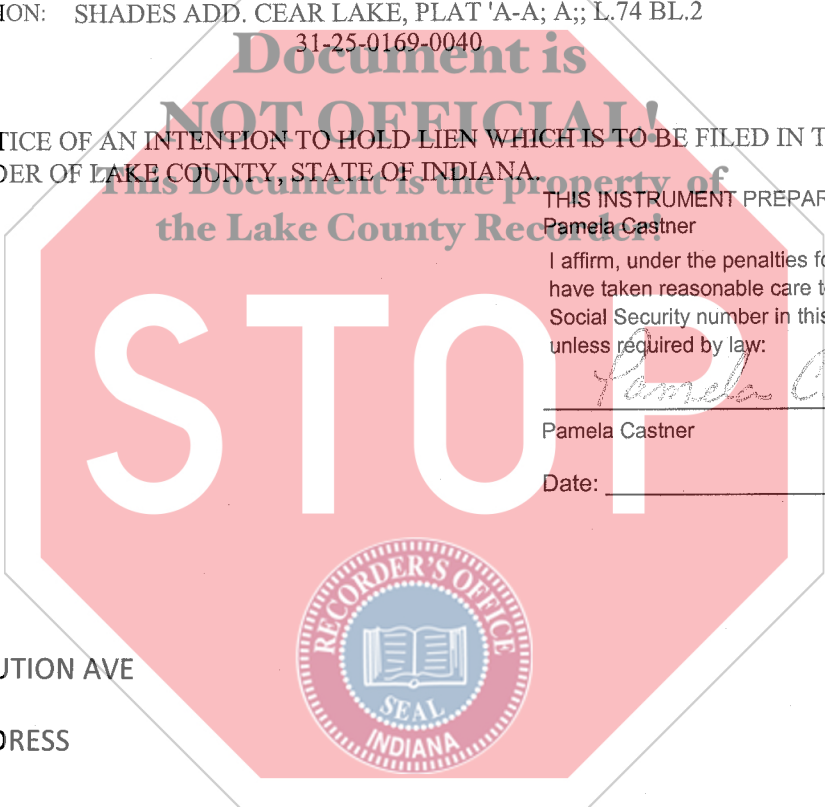 ION: SHADES ADD. CEAR LAKE, PLAT 'A-A; A;; L.74 BL.2
31-25-0169-0040
Document is
NOT OFFICIAL!
TICE OF AN INTENTION TO HOLD LIEN WHICH IS TO BE FILED IN T
DER OF LAKE COUNTY, STATE OF INDIANA.
This Document is the property of
the Lake County Recorder!
THIS INSTRUMENT PREPAR
Pamela Castner
I affirm, under the penalties fo
have taken reasonable care t
Social Security number in this
unless required by law:
Pamela C
Pamela Castner
Date:
STOP
RECORDER'S OFFICE
SEAL
INDIANA
UTION AVE
DRESS